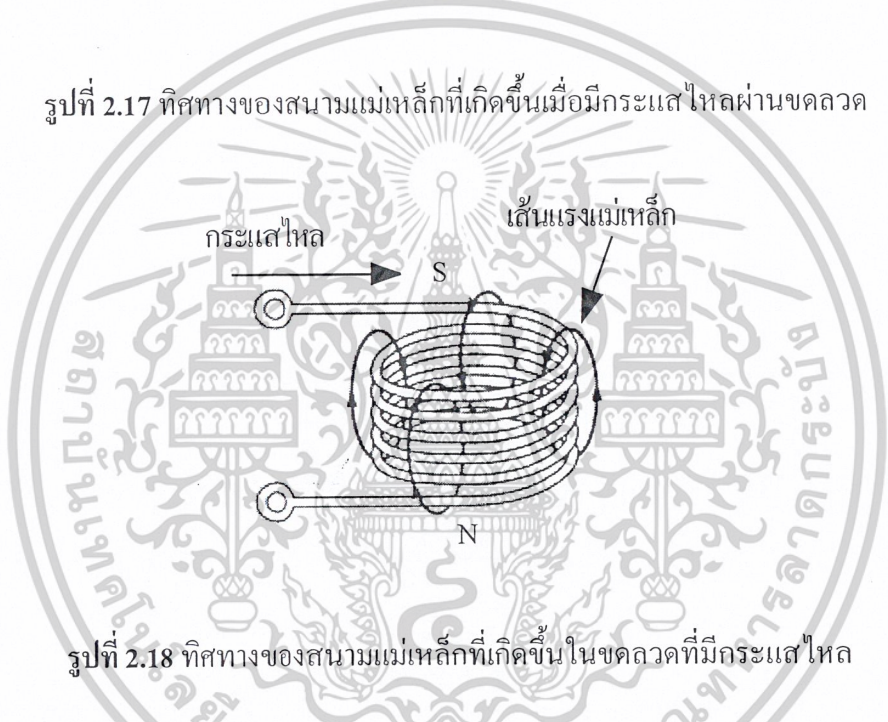 รูปที่ 2.17 ทิศทางของสนามแม่เหล็กที่เกิดขึ้นเมื่อมีกระแสไหลผ่านขดลวด
เส้นแรงแม่เหล็ก
กระแสไหล
S
N
รูปที่ 2.18 ทิศทางของสนามแม่เหล็กที่เกิดขึ้นในขดลวดที่มีกระแสไหล